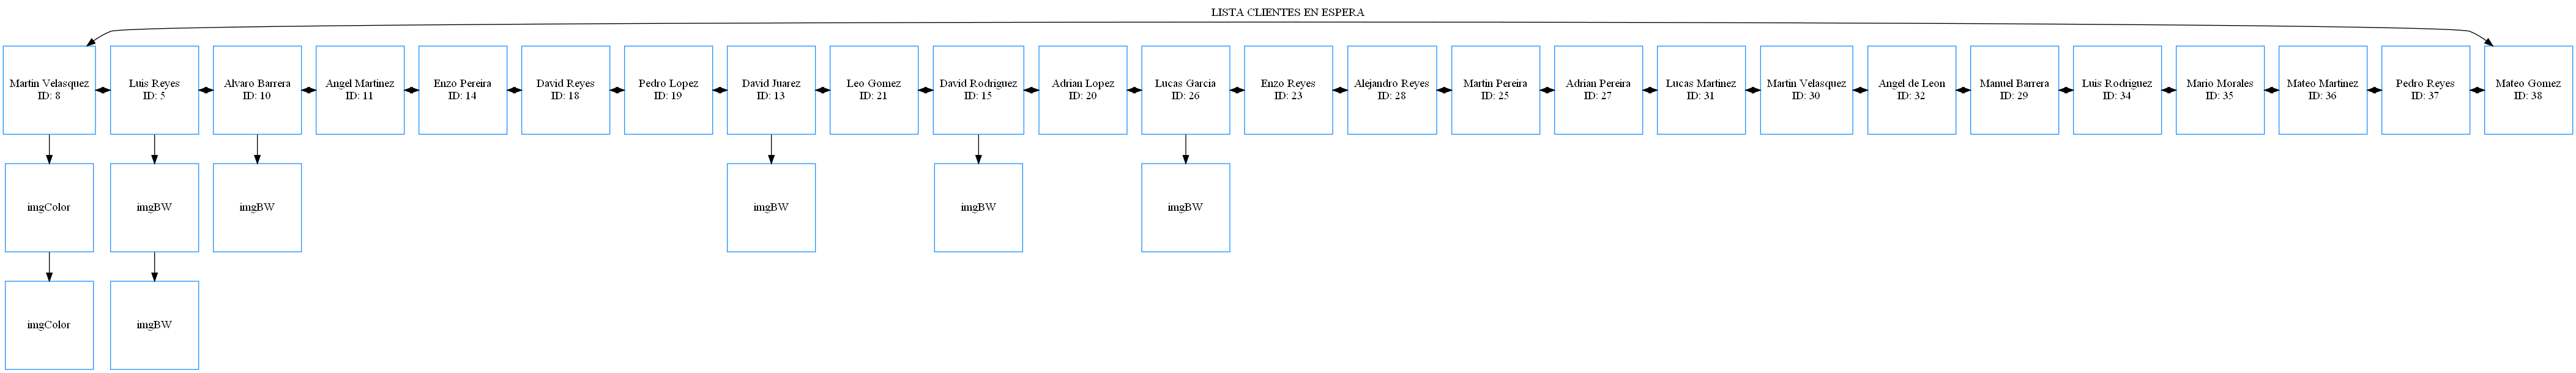 LISTA CLIENTES EN ESPERA
Martin Velasquez
ID: 8
Luis Reyes
ID: 5
Alvaro Barrera
ID: 10
Angel Martinez
ID: 11
Enzo Pereira
ID: 14
David Reyes
ID: 18
Pedro Lopez
ID: 19
David Juarez
ID: 13
Leo Gomez
ID: 21
David Rodriguez
ID: 15
Adrian Lopez
ID: 20
Lucas Garcia
ID: 26
Enzo Reyes
ID: 23
Alejandro Reyes
ID: 28
Martin Pereira
ID: 25
Adrian Pereira
ID: 27
Lucas Martinez
ID: 31
Martin Velasquez
ID: 30
Angel de Leon
ID: 32
Manuel Barrera
ID: 29
Luis Rodriguez
ID: 34
Mario Morales
ID: 35
Mateo Martinez
ID: 36
Pedro Reyes
ID: 37
Mateo Gomez
ID: 38
imgColor
imgBW
imgBW
imgBW
imgBW
imgBW
imgColor
imgBW